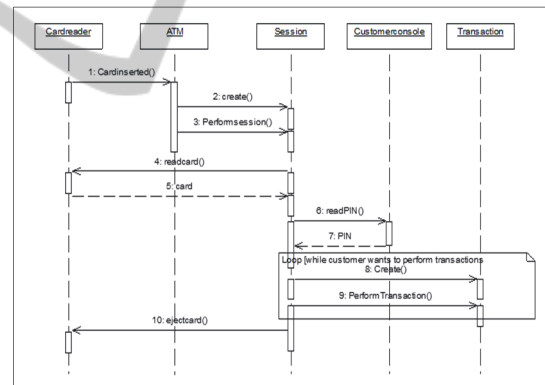 Cardreader
ATM
Session
Customerconsole
Transaction
1: Cardinserted()
2: create()
3: Performsession()
4: readcard()
5: card
6: readPIN()
7: PIN
Loop [while customer wants to perform transactions
8: Create()
9: PerformTransaction()
10: ejectcard()